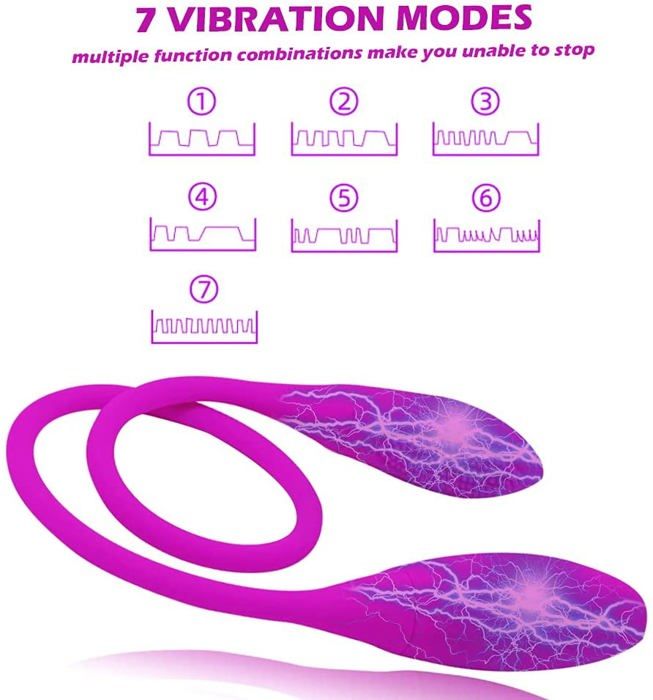 7 VIBRATION MODES
multiple function combinations make you unable to stop
① ② ③
④ ⑤ ⑥
⑦